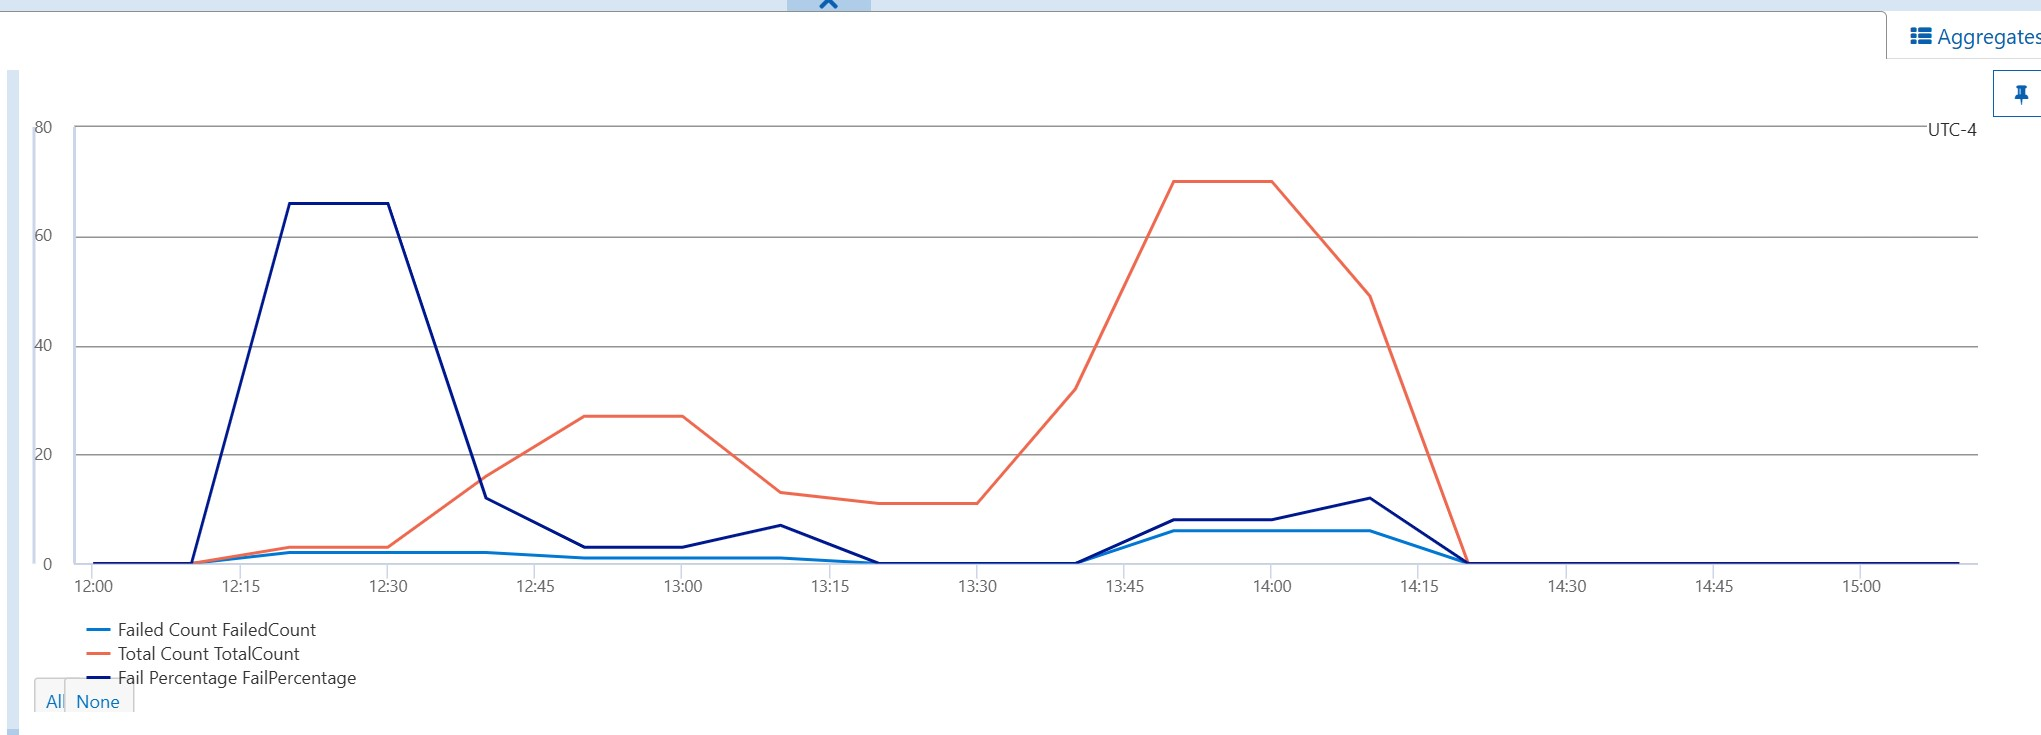 Aggregates
80
UTC-4
60
40
20
0
12:00 12:15 12:30 12:45 13:00 13:15 13:30 13:45 14:00 14:15 14:30 14:45 15:00
Failed Count FailedCount
Total Count TotalCount
Fail Percentage FailPercentage
All None